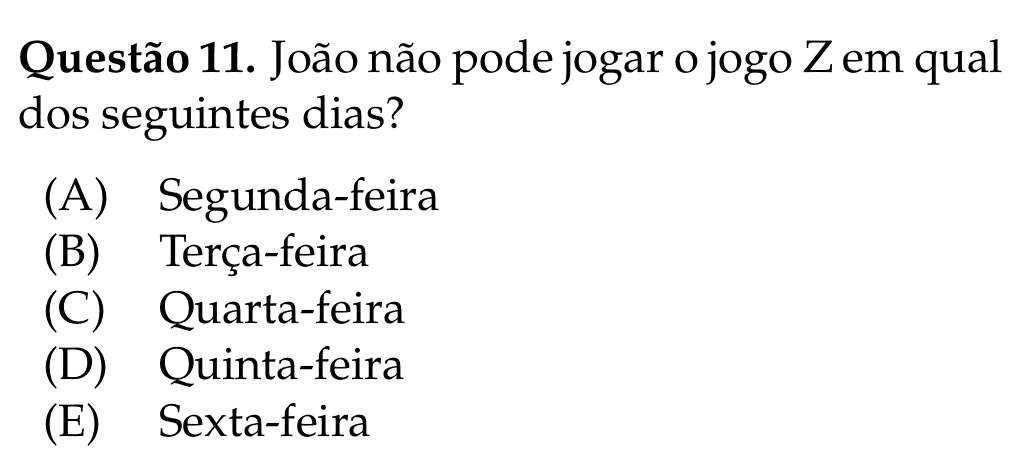 Questão 11. João não pode jogar o jogo Z em qual
dos seguintes dias?
(A) Segunda-feira
(B) Terça-feira
(C) Quarta-feira
(D) Quinta-feira
(E) Sexta-feira